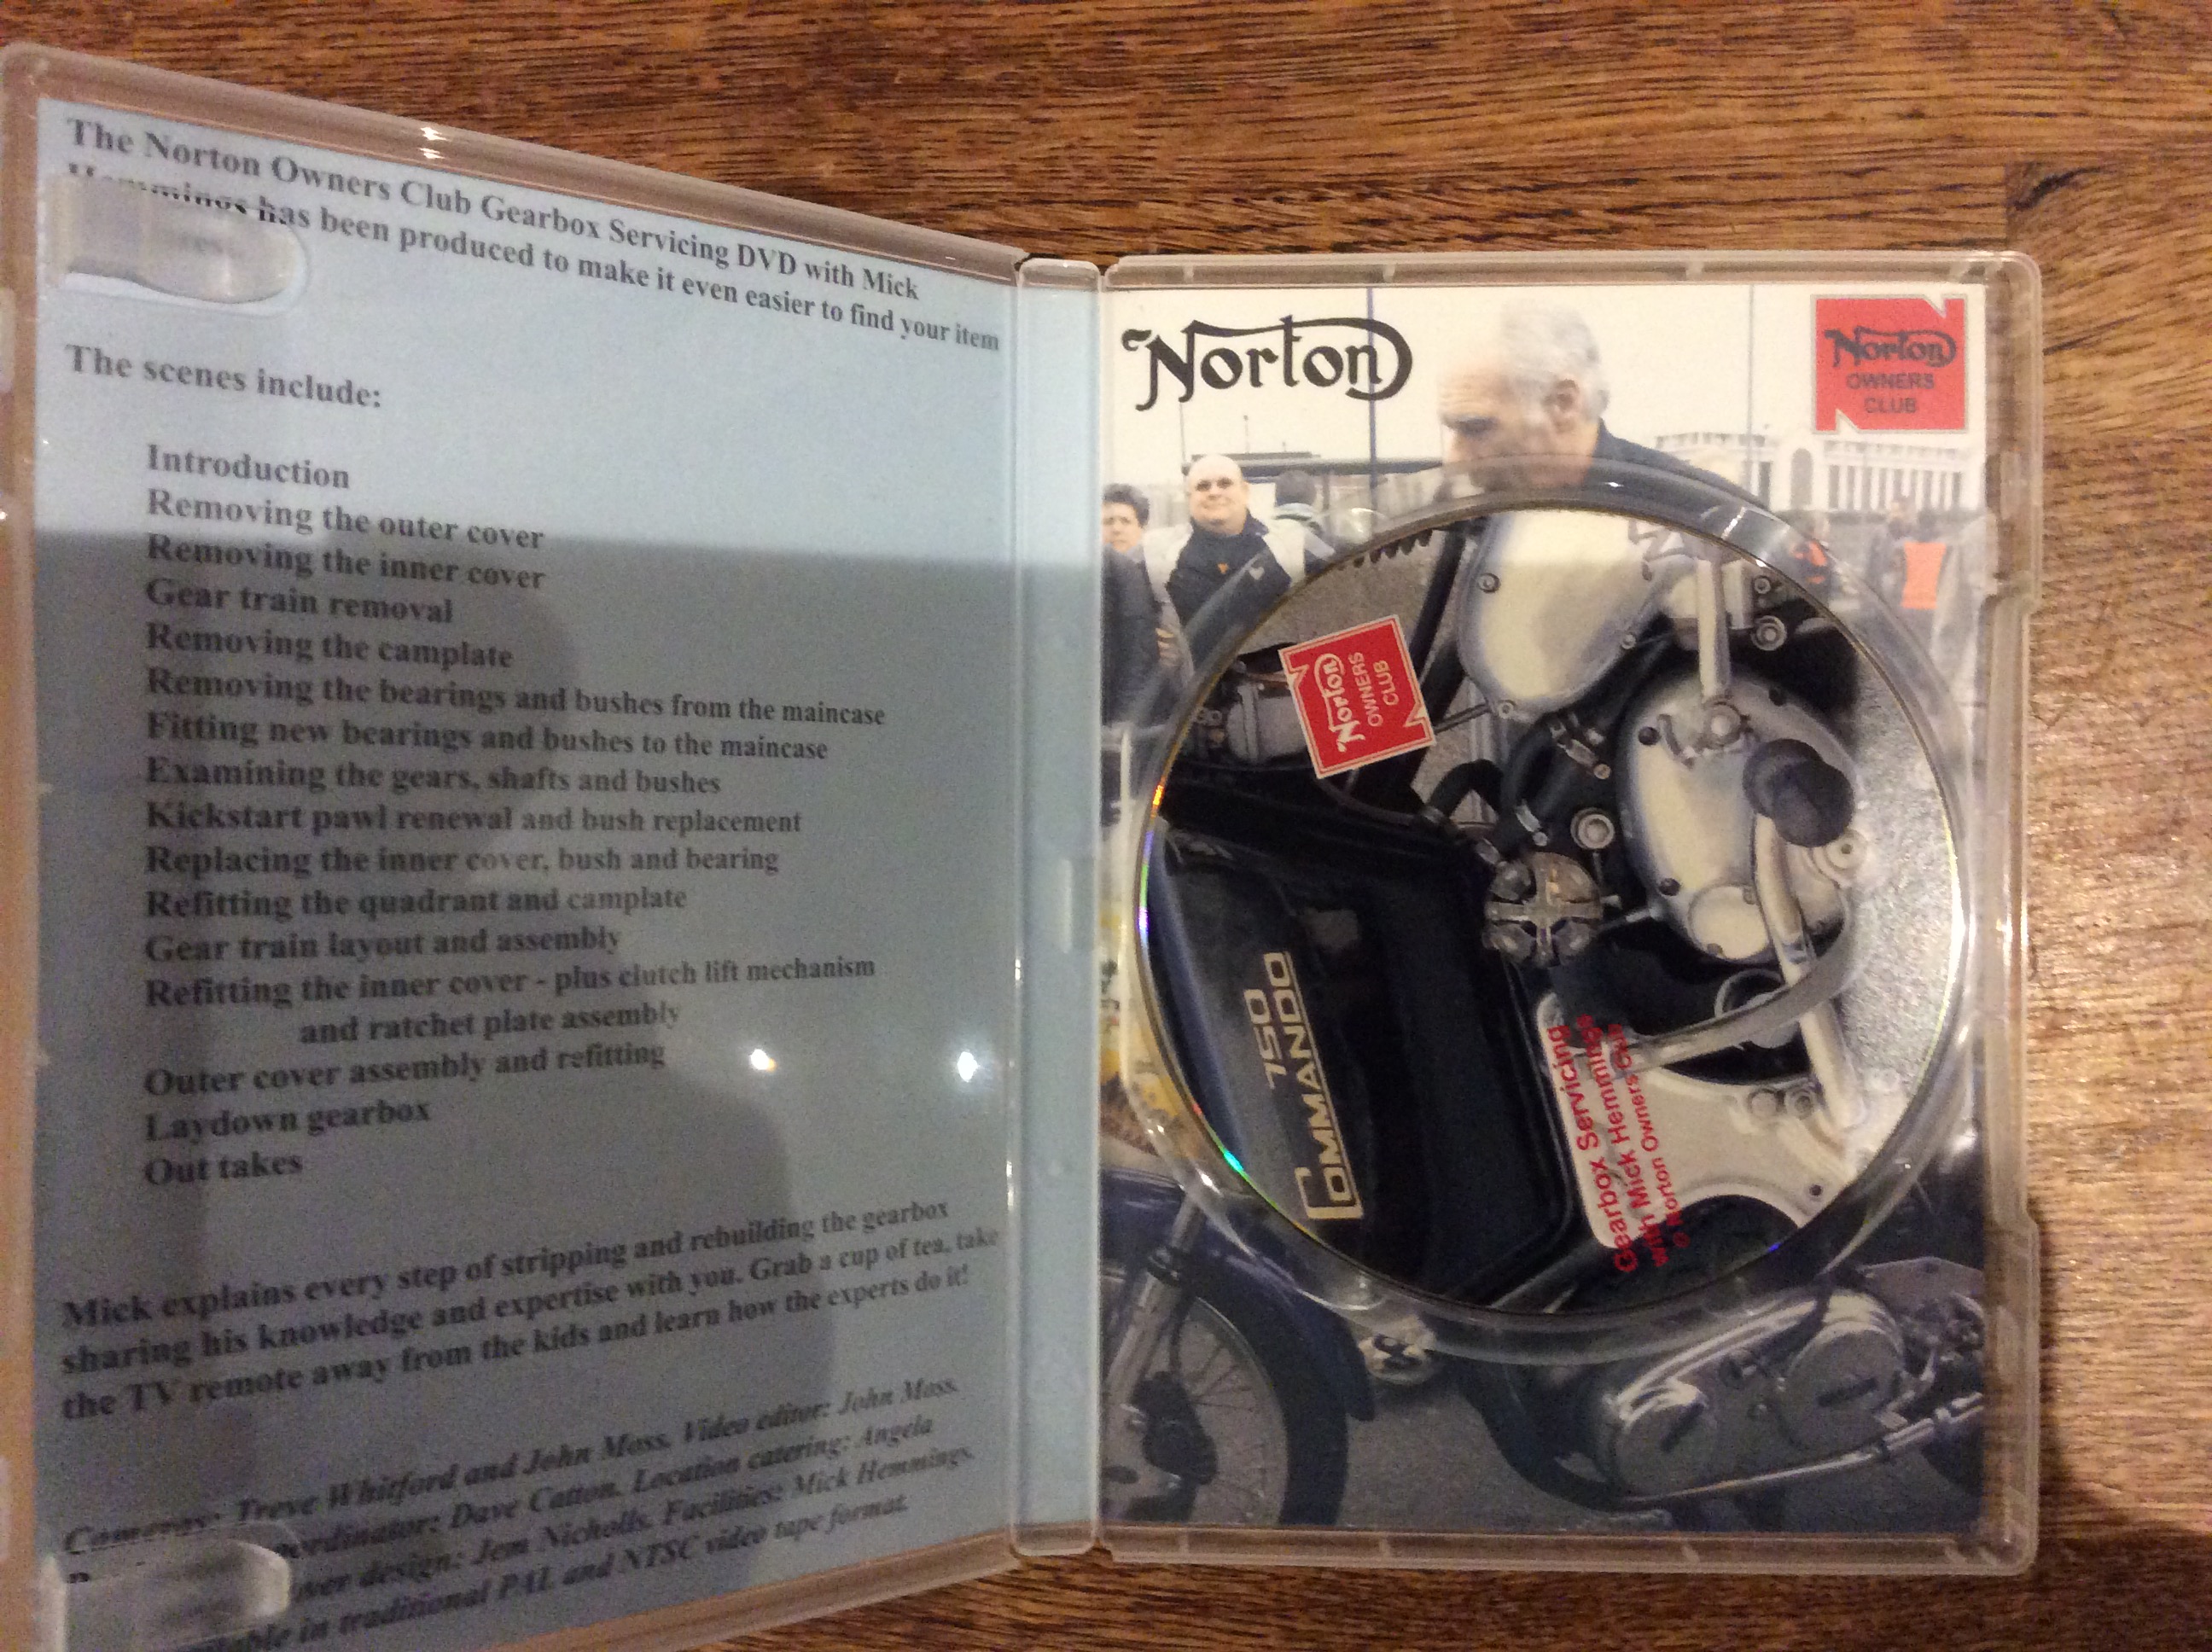 The Norton Owners Club Gearbox Servicing DVD with Mick
Hemmings has been produced to make it even easier to find your item
The scenes include:
Introduction
Removing the outer cover
Removing the inner cover
Gear train removal
Removing the camplate
Removing the bearings and bushes from the maincase
Fitting new bearings and bushes to the maincase
Examining the gears, shafts and bushes
Kickstart pawl renewal and bush replacement
Replacing the inner cover, bush and bearing
Refitting the quadrant and camplate
Gear train layout and assembly
Refitting the inner cover - plus clutch lift mechanism
and ratchet plate assembly
Outer cover assembly and refitting
Laydown gearbox
Out takes
Mick explains every step of stripping and rebuilding the gearbox
sharing his knowledge and expertise with you. Grab a cup of tea, take
the TV remote away from the kids and learn how the experts do it!
Cameras: Treve Whitford and John Moss. Video editor: John Moss.
Dave Catton. Location catering: Angela
design: Jem Nicholls. Facilities: Mick Hemmings.
in traditional PAL and NTSC video tape format.
Norton
Norton
OWNERS
CLUB
Norton
OWNERS
CLUB
750
COMMANDO
Gearbox Servicing
with Mick Hemmings
© Norton Owners Club